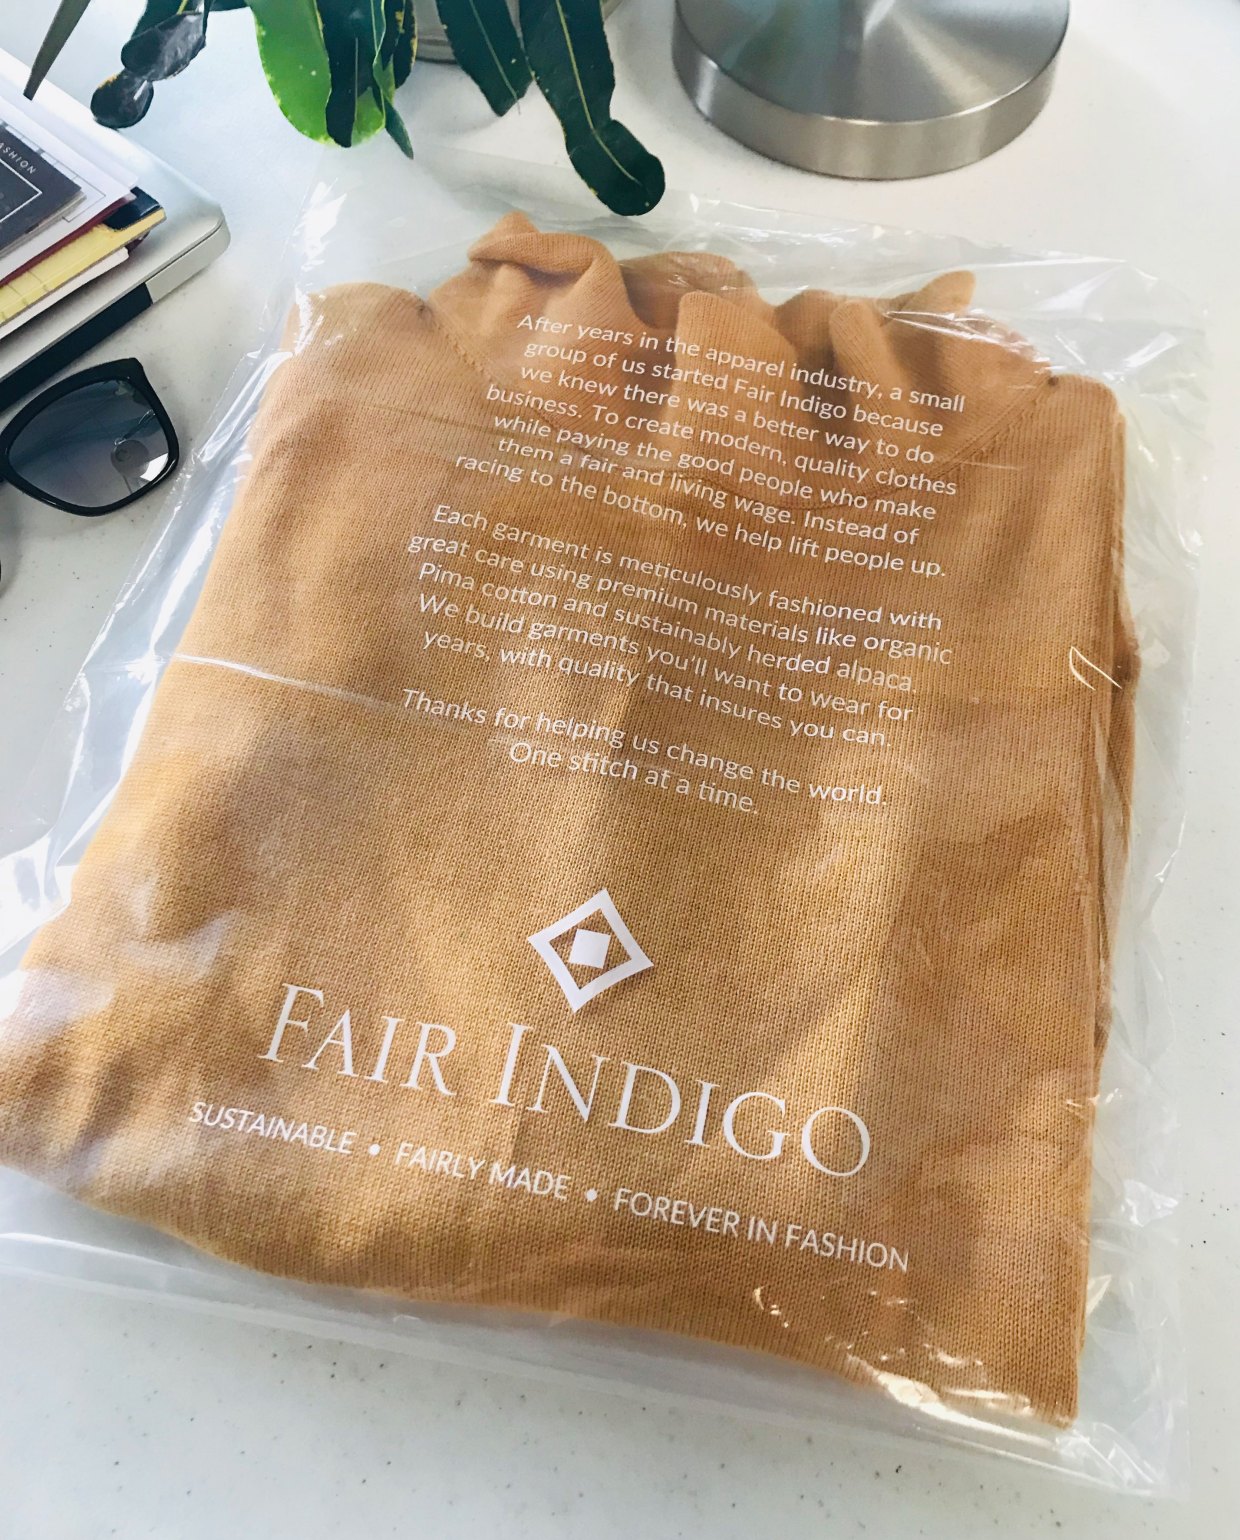 ASHION
After years in the apparel industry, a small
group of us started Fair Indigo because
we knew there was a better way to do
business. To create modern, quality clothes
while paying the good people who make
them a fair and living wage. Instead of
racing to the bottom, we help lift people up.
Each garment is meticulously fashioned with
great care using premium materials like organic
Pima cotton and sustainably herded alpaca.
We build garments you'll want to wear for
years, with quality that insures you can.
Thanks for helping us change the world.
One stitch at a time.
FAIR INDIGO
SUSTAINABLE • FAIRLY MADE • FOREVER IN FASHION